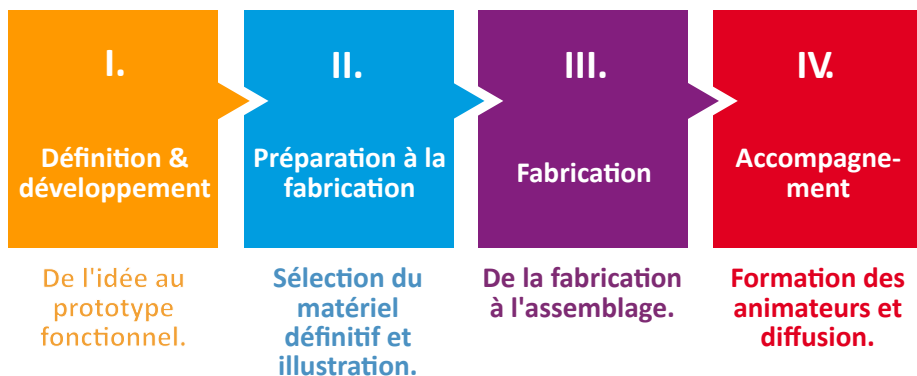 I.
Définition &
développement
De l'idée au
prototype
fonctionnel.
II.
Préparation à la
fabrication
Sélection du
matériel
définitif et
illustration.
III.
Fabrication
De la fabrication
à l'assemblage.
IV.
Accompagne-
ment
Formation des
animateurs et
diffusion.